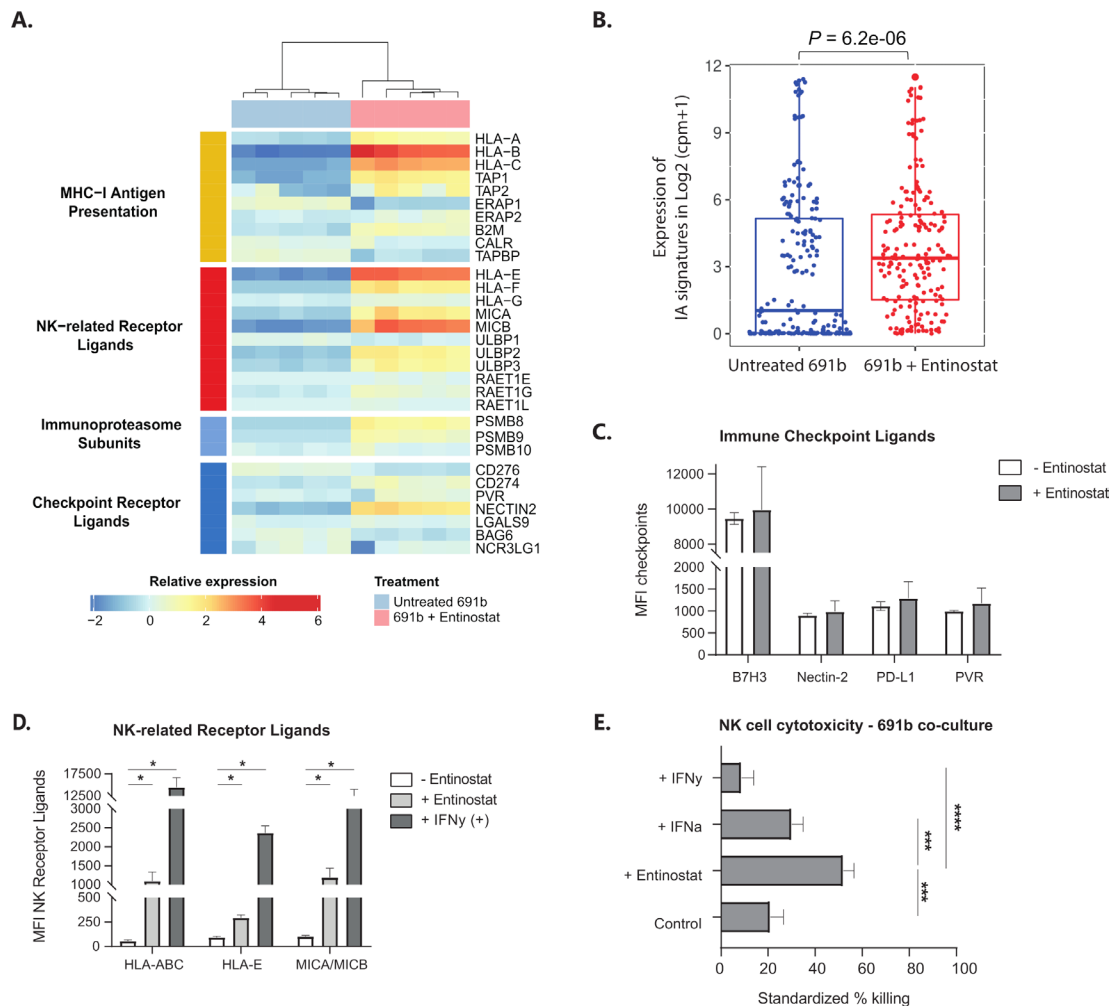 A.
MHC−I Antigen
Presentation
HLA−A
HLA−B
HLA−C
TAP1
TAP2
ERAP1
ERAP2
B2M
CALR
TAPBP
NK−related Receptor
Ligands
HLA−E
HLA−F
HLA−G
MICA
MICB
ULBP1
ULBP2
ULBP3
RAET1E
RAET1G
RAET1L
Immunoproteasome
Subunits
PSMB8
PSMB9
PSMB10
Checkpoint Receptor
Ligands
CD276
CD274
PVR
NECTIN2
LGALS9
BAG6
NCR3LG1
Relative expression
−2 0 2 4 6
Treatment
Untreated 691b
691b + Entinostat
B.
P = 6.2e-06
Expression of
IA signatures in Log2 (cpm+1)
12
9
6
3
0
Untreated 691b 691b + Entinostat
C.
Immune Checkpoint Ligands
MFI checkpoints
12000
10000
8000
2000
1500
1000
500
0
B7H3 Nectin-2 PD-L1 PVR
- Entinostat
+ Entinostat
D.
NK-related Receptor Ligands
MFI NK Receptor Ligands
17500
12500
3000
2500
2000
1500
1000
500
250
0
* * * * * *
HLA-ABC HLA-E MICA/MICB
- Entinostat
+ Entinostat
+ IFNy (+)
E.
NK cell cytotoxicity - 691b co-culture
+ IFNy
+ IFNa
+ Entinostat
Control
****
***
***
0 20 40 60 80 100
Standardized % killing